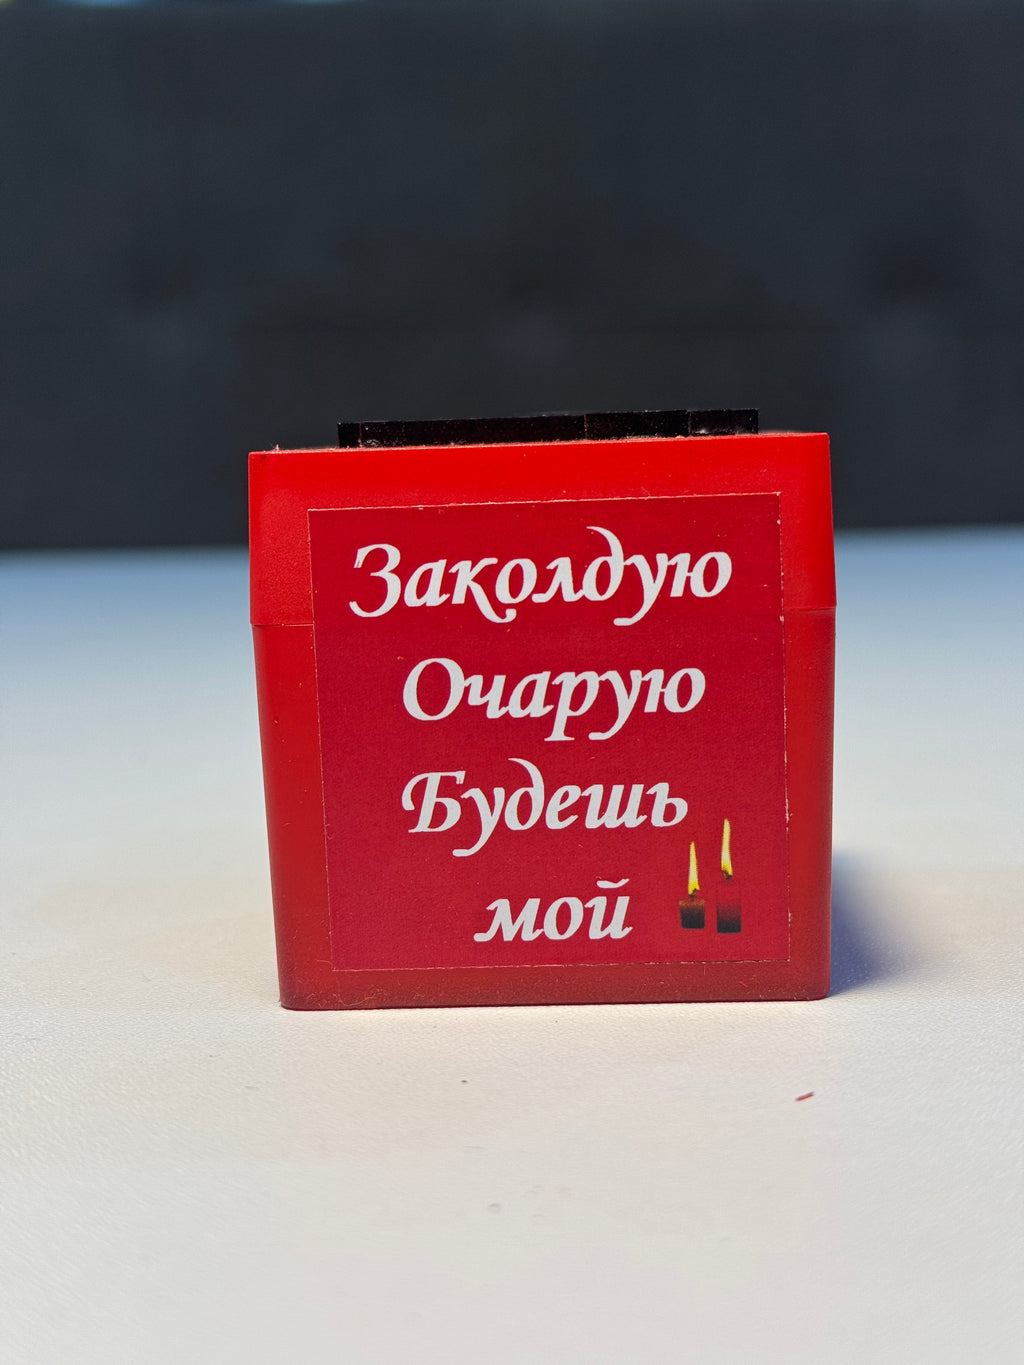 Заколдую
Очарую
Будешь
мой